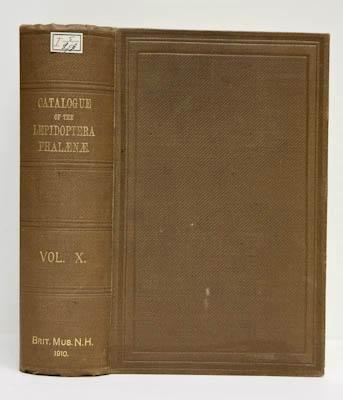 CATALOGUE
OF THE
LEPIDOPTERA
PHALÆNÆ.
VOL. X.
BRIT. MUS. N.H.
1910.